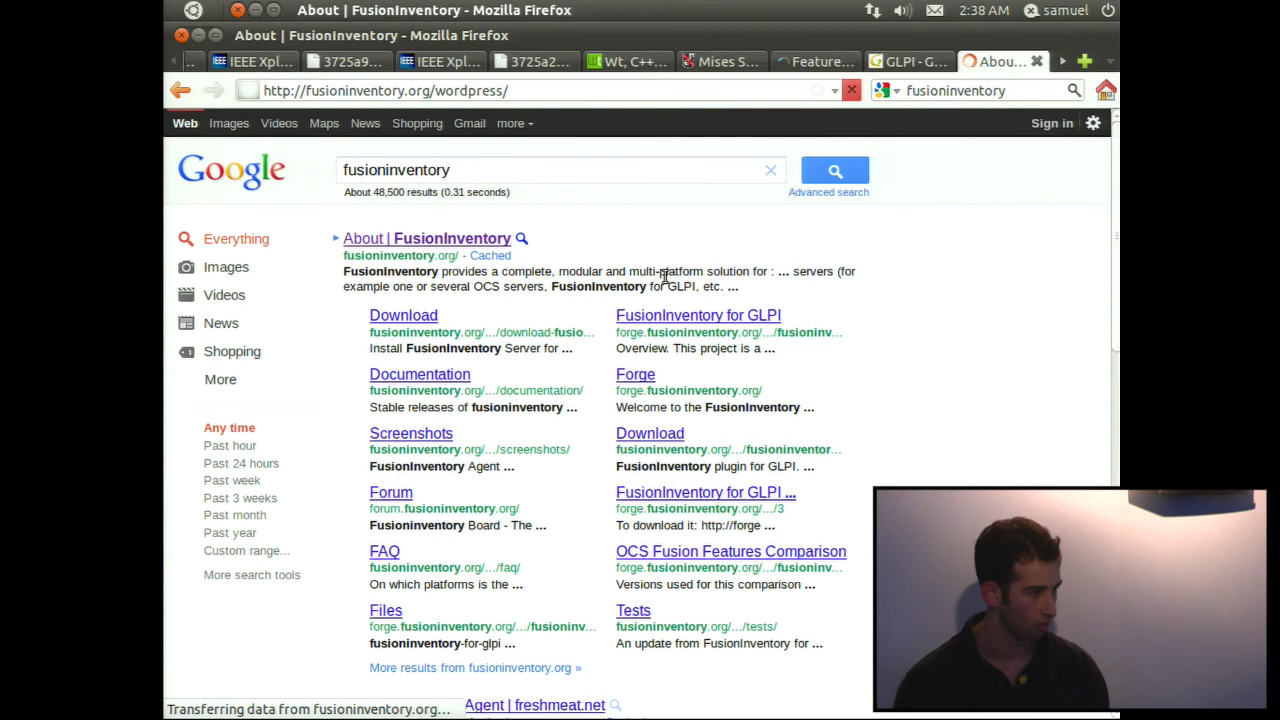 About | FusionInventory - Mozilla Firefox
2:38 AM
samuel
About | FusionInventory - Mozilla Firefox
..
IEEE Xpl...
3725a9...
IEEE Xpl...
3725a2...
Wt, C++...
Mises S...
Feature...
GLPI - G...
Abou...
http://fusioninventory.org/wordpress/
fusioninventory
Web Images Videos Maps News Shopping Gmail more
Sign in
Google
fusioninventory
About 48,500 results (0.31 seconds)
Advanced search
Everything
Images
Videos
News
Shopping
More
Any time
Past hour
Past 24 hours
Past week
Past 3 weeks
Past month
Past year
Custom range...
More search tools
About | FusionInventory
fusioninventory.org/ - Cached
FusionInventory provides a complete, modular and multi-platform solution for : ... servers (for
example one or several OCS servers, FusionInventory for GLPI, etc. ...
Download
fusioninventory.org/.../download-fusio...
Install FusionInventory Server for ...
FusionInventory for GLPI
forge.fusioninventory.org/.../fusioninv...
Overview. This project is a ...
Documentation
fusioninventory.org/.../documentation/
Stable releases of fusioninventory ...
Forge
forge.fusioninventory.org/
Welcome to the FusionInventory ...
Screenshots
fusioninventory.org/.../screenshots/
FusionInventory Agent ...
Download
fusioninventory.org/.../fusioninventor...
FusionInventory plugin for GLPI. ...
Forum
forum.fusioninventory.org/
Fusioninventory Board - The ...
FusionInventory for GLPI ...
forge.fusioninventory.org/.../3
To download it: http://forge ...
FAQ
fusioninventory.org/.../faq/
On which platforms is the ...
OCS Fusion Features Comparison
forge.fusioninventory.org/.../fusioninv...
Versions used for this comparison ...
Files
forge.fusioninventory.org/.../fusioninv...
fusioninventory-for-glpi ...
Tests
fusioninventory.org/.../tests/
An update from FusionInventory for ...
More results from fusioninventory.org »
Agent | freshmeat.net
Transferring data from fusioninventory.org...